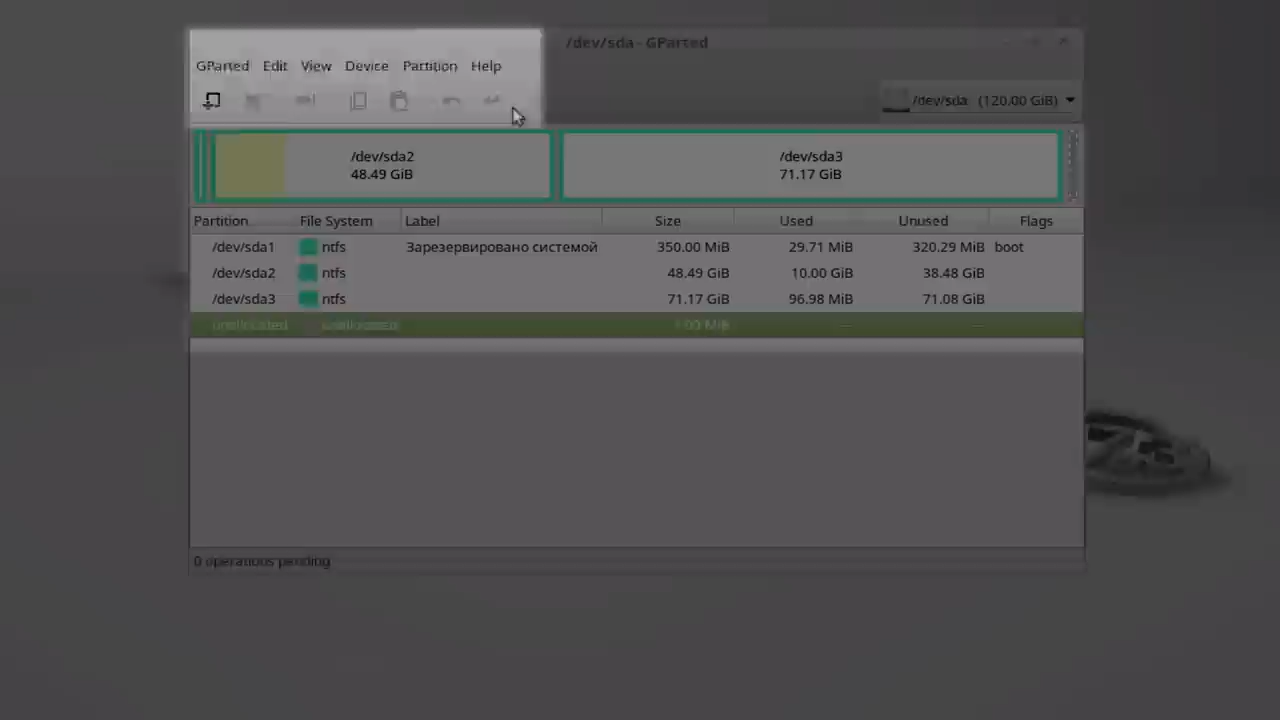 /dev/sda - GParted
GParted Edit View Device Partition Help
/dev/sda (120.00 GiB)
/dev/sda2
48.49 GiB
/dev/sda3
71.17 GiB
Partition File System Label Size Used Unused Flags
/dev/sda1 ntfs Зарезервировано системой 350.00 MiB 29.71 MiB 320.29 MiB boot
/dev/sda2 ntfs 48.49 GiB 10.00 GiB 38.48 GiB
/dev/sda3 ntfs 71.17 GiB 96.98 MiB 71.08 GiB
unallocated unallocated 1.00 MiB --- ---
0 operations pending